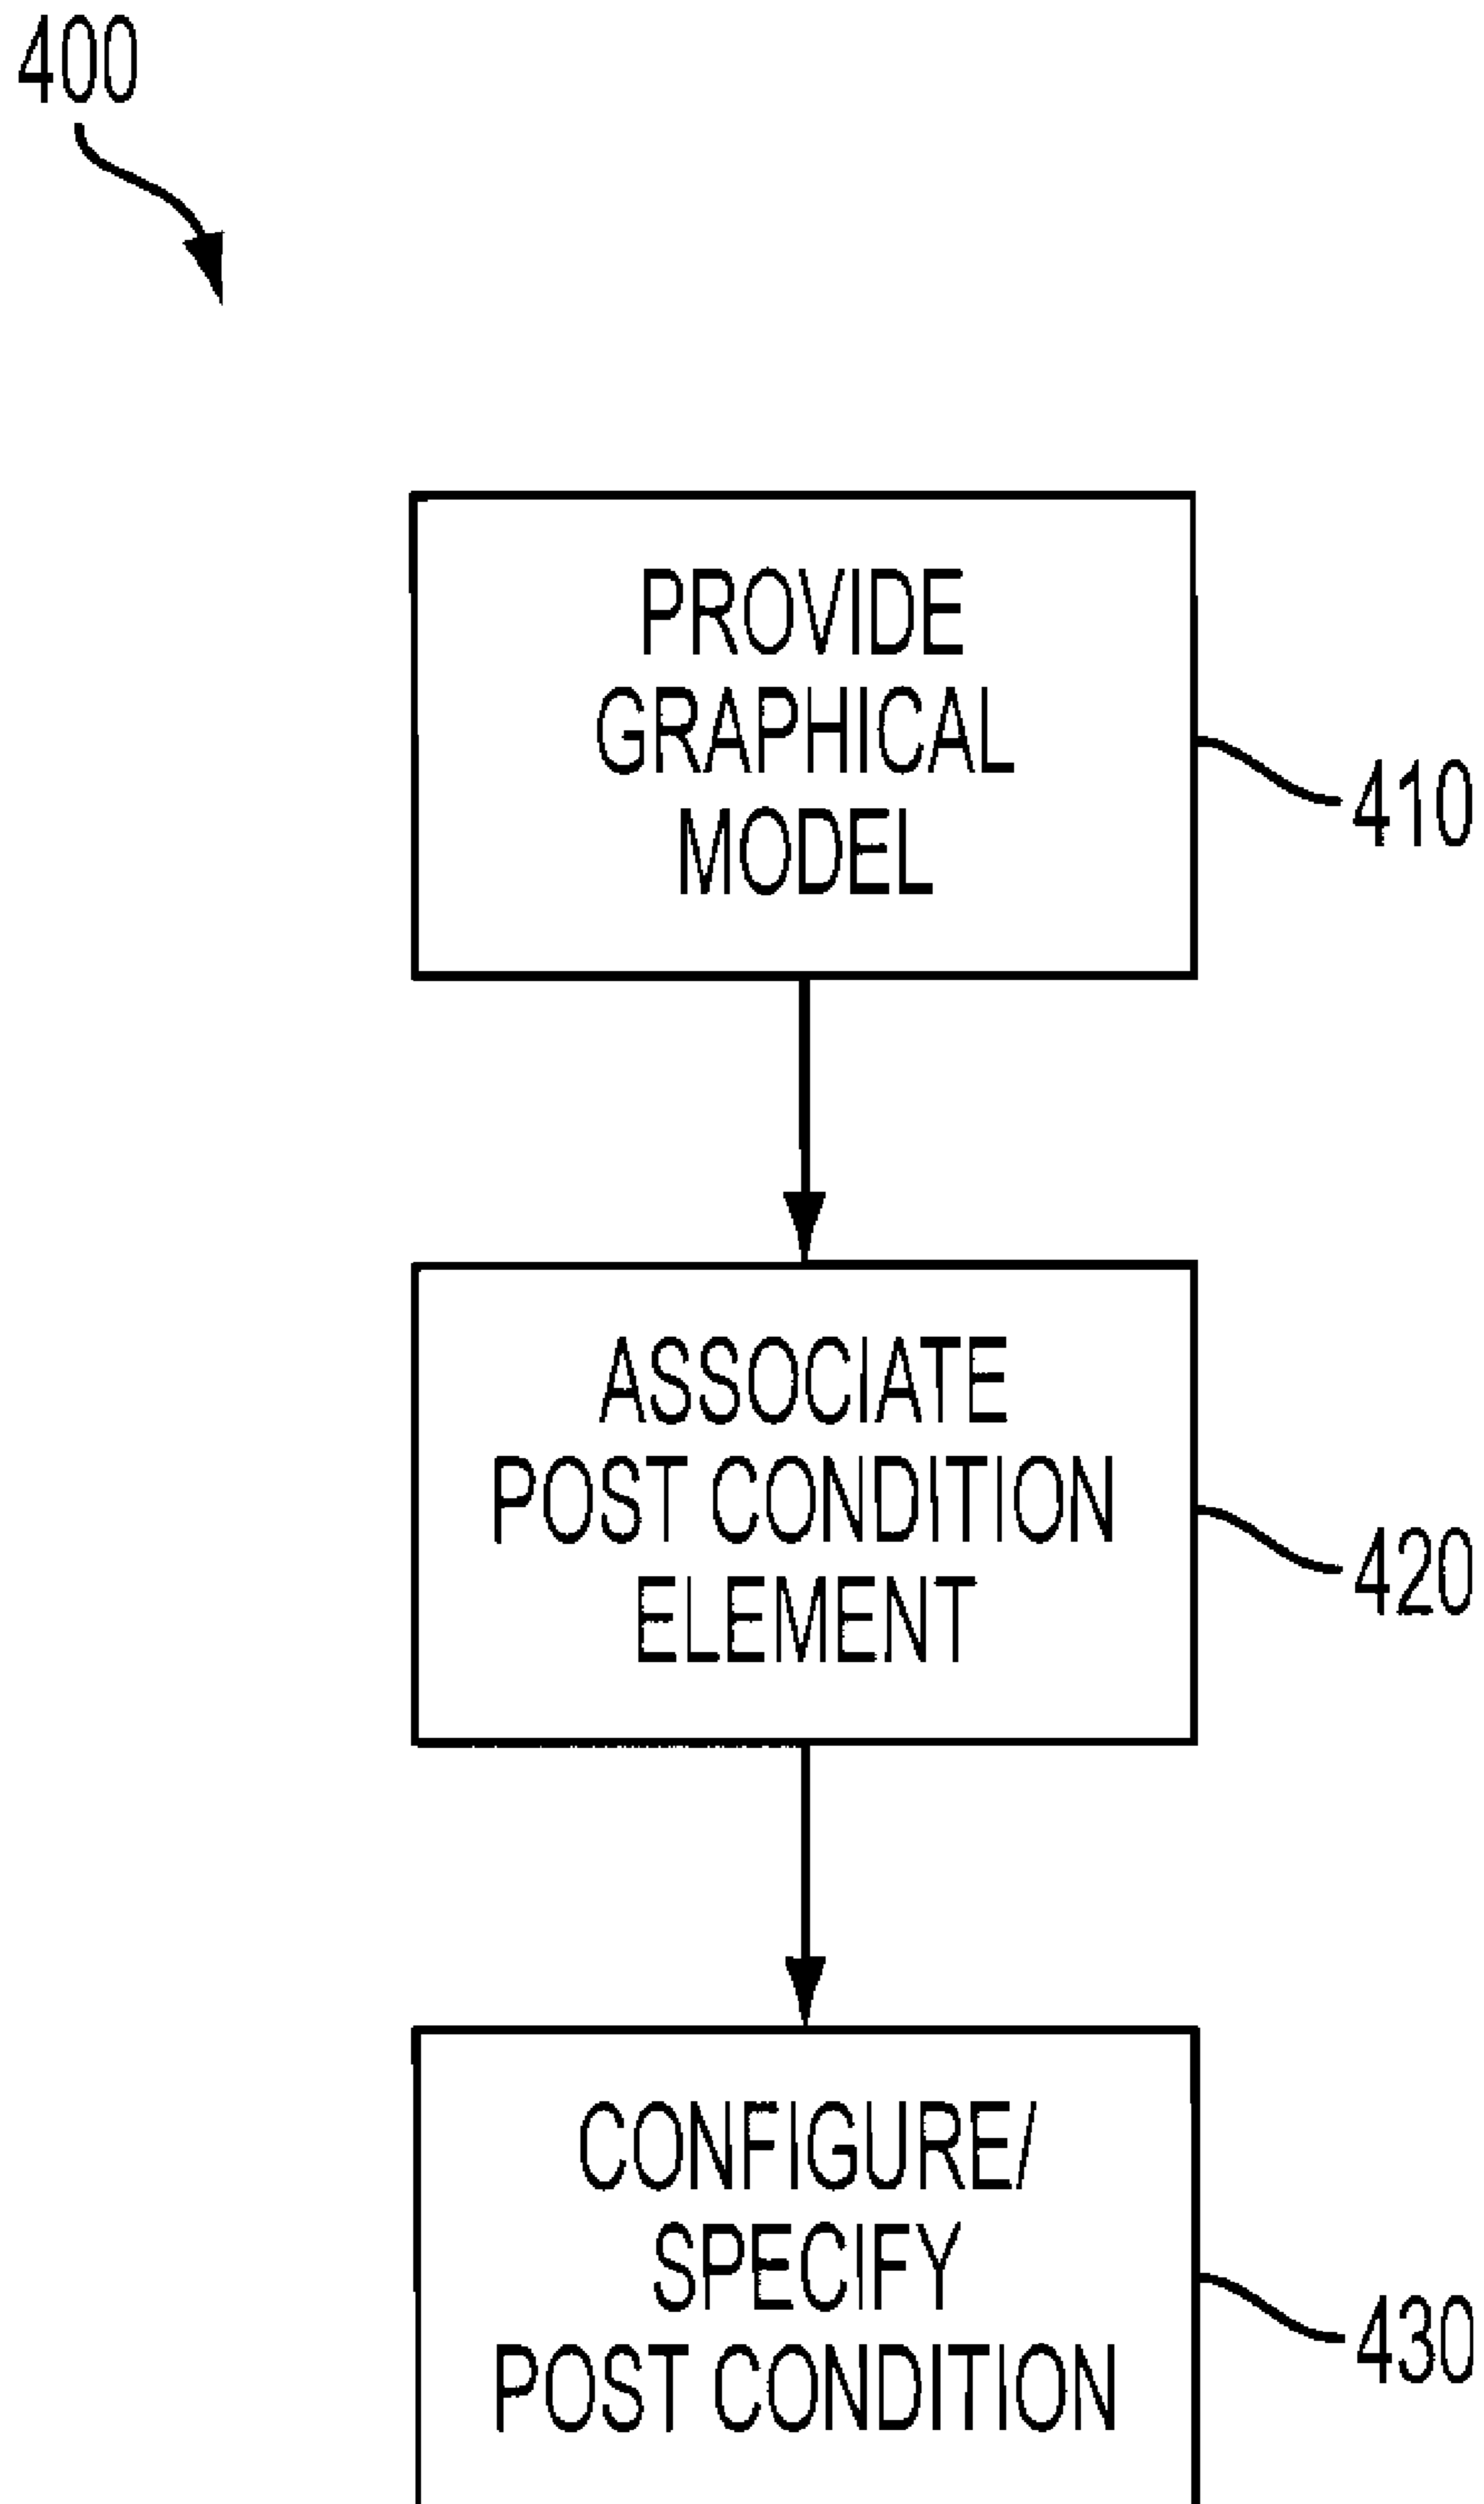 400
PROVIDE
GRAPHICAL
MODEL
410
ASSOCIATE
POST CONDITION
ELEMENT
420
CONFIGURE/
SPECIFY
POST CONDITION
430